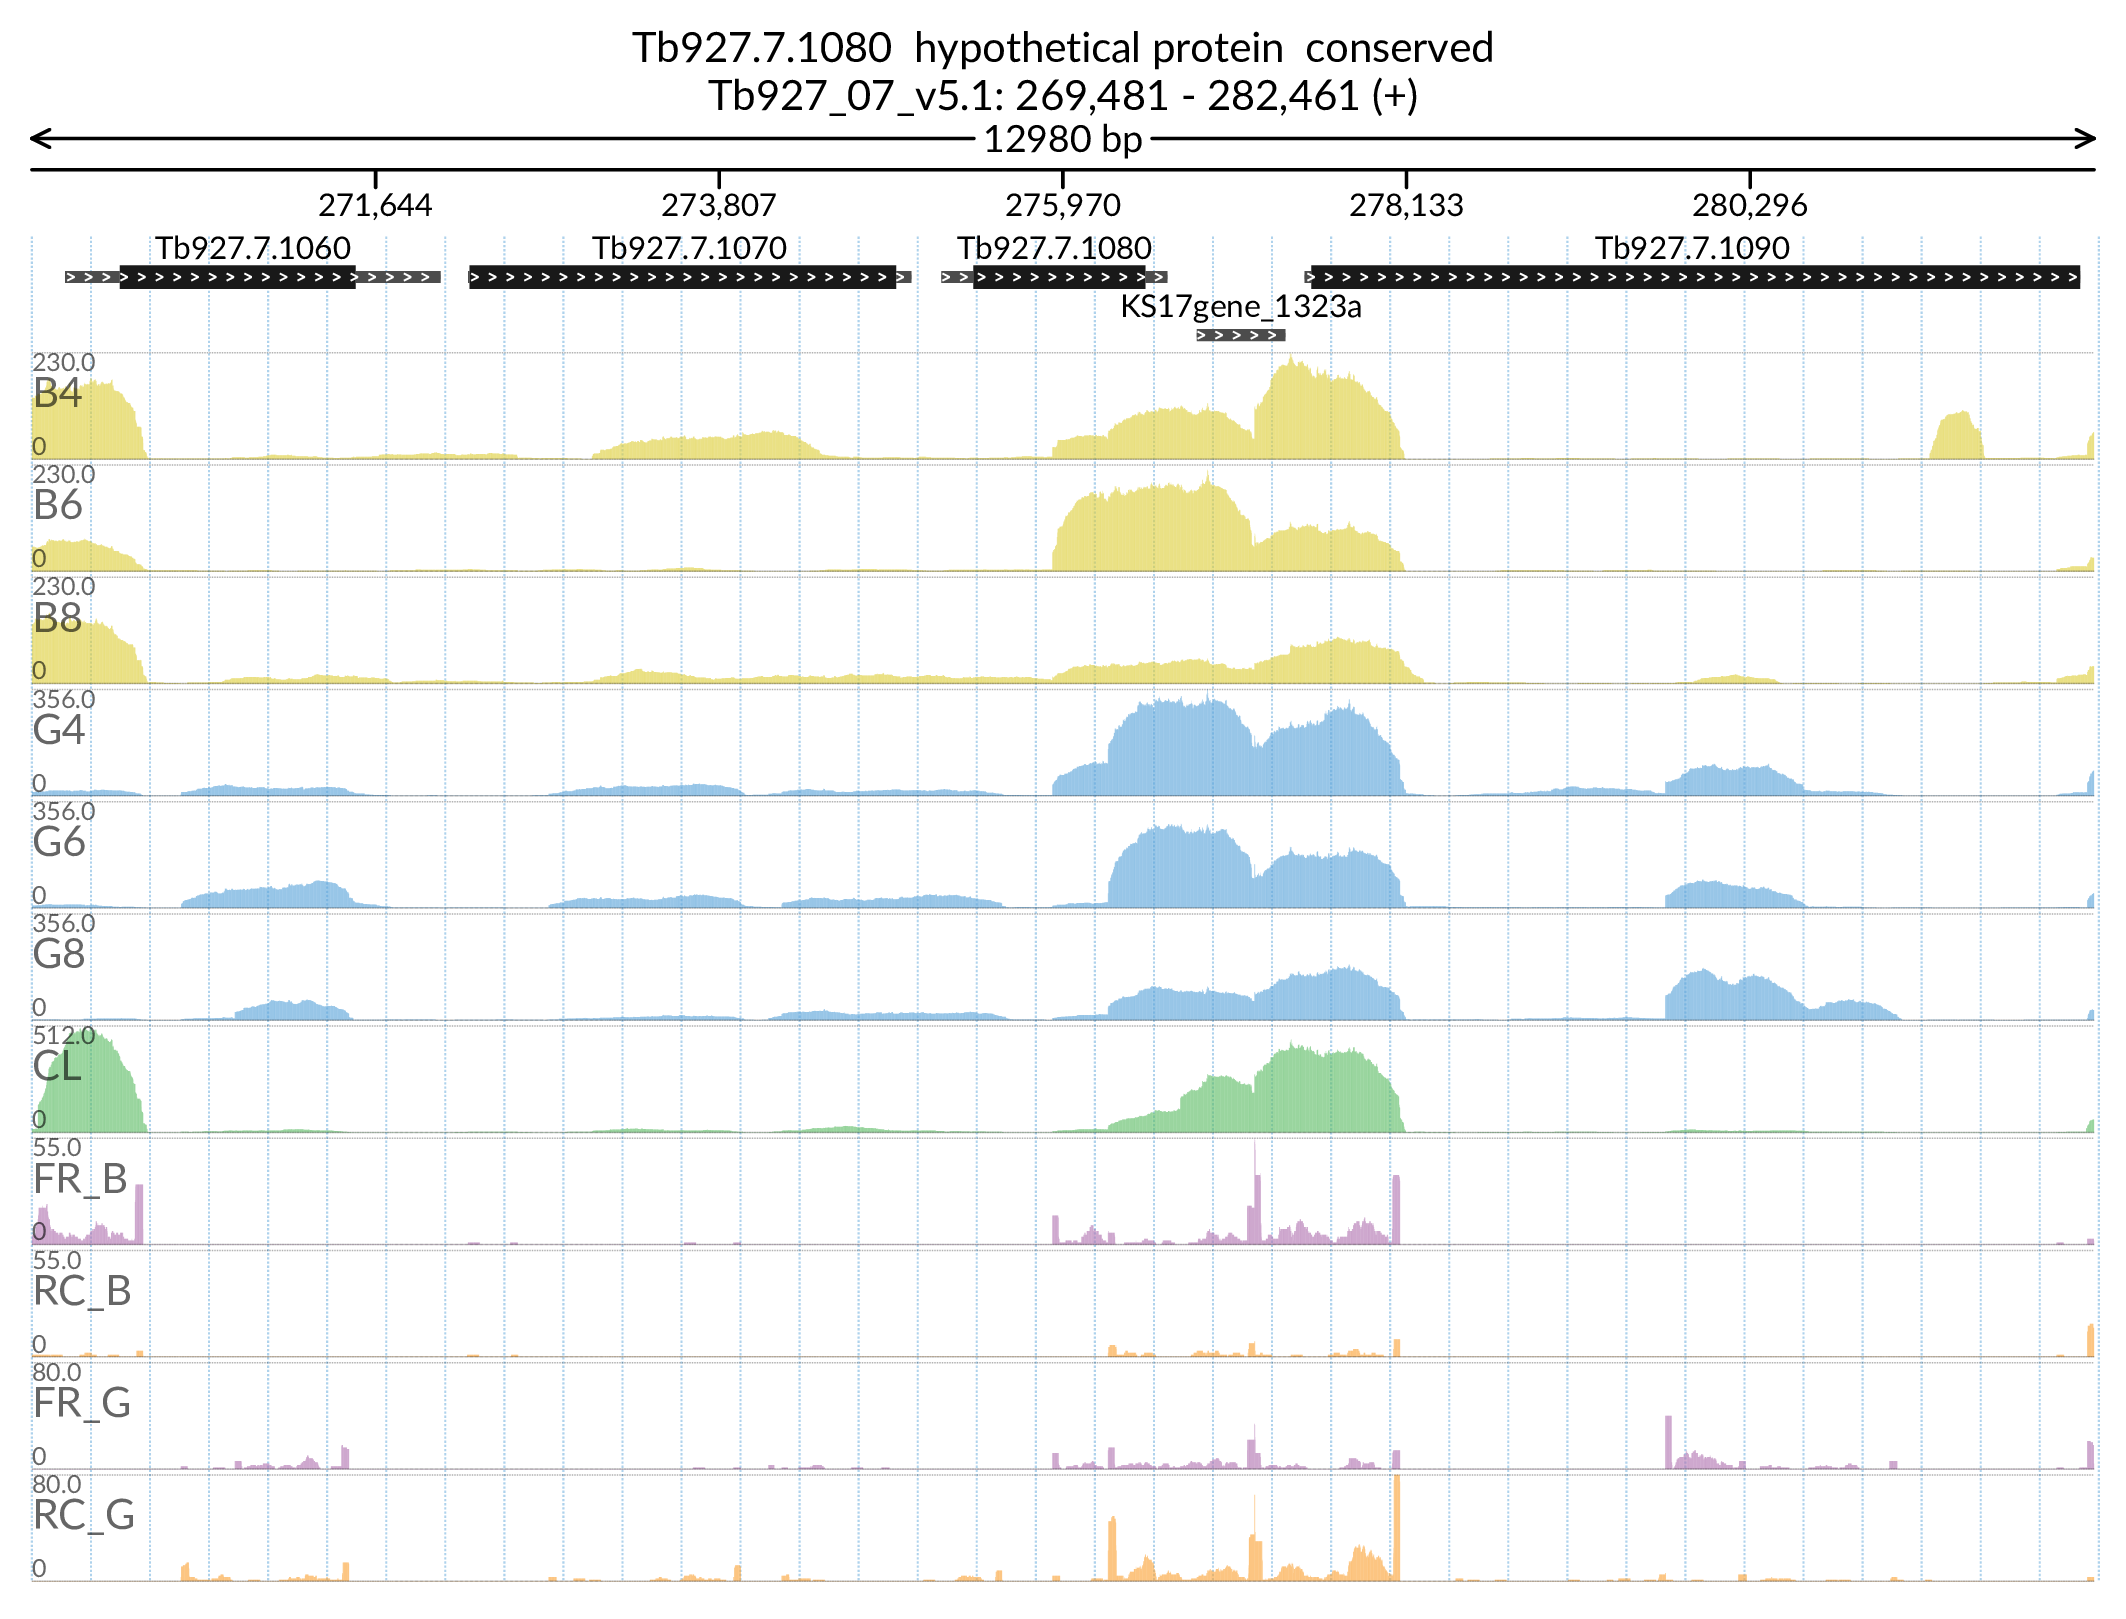 Tb927.7.1080  hypothetical protein  conserved
Tb927_07_v5.1: 269,481 - 282,461 (+)
12980 bp
271,644 273,807 275,970 278,133 280,296
Tb927.7.1060 Tb927.7.1070 Tb927.7.1080 Tb927.7.1090
KS17gene_1323a
230.0
B4
0
230.0
B6
0
230.0
B8
0
356.0
G4
0
356.0
G6
0
356.0
G8
0
512.0
CL
0
55.0
FR_B
0
55.0
RC_B
0
80.0
FR_G
0
80.0
RC_G
0